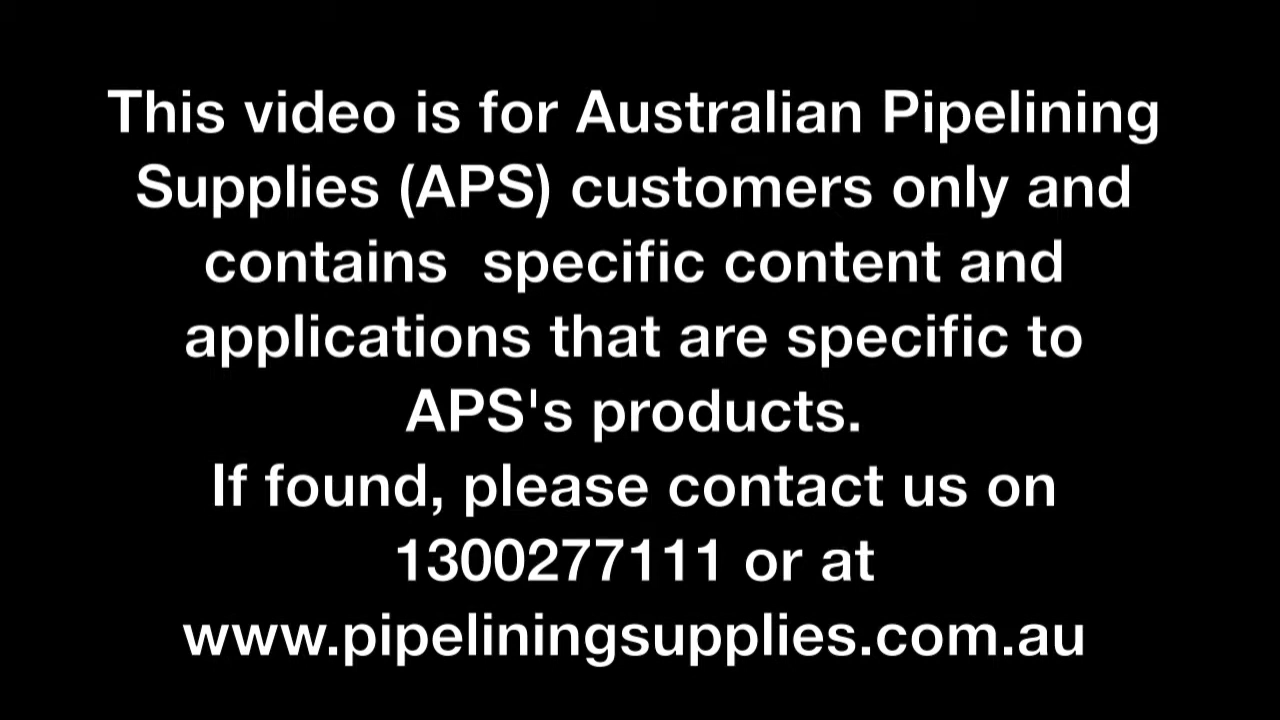 This video is for Australian Pipelining
Supplies (APS) customers only and
contains  specific content and
applications that are specific to
APS's products.
If found, please contact us on
1300277111 or at
www.pipeliningsupplies.com.au